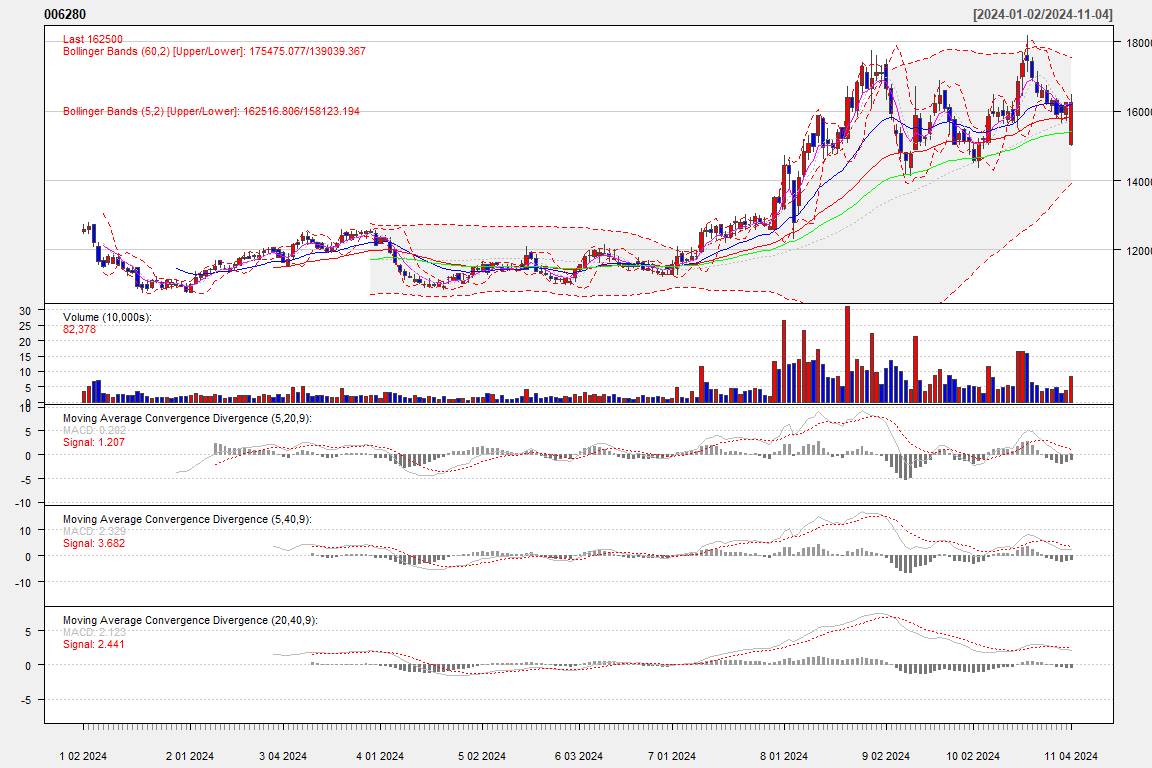 006280 [2024-01-02/2024-11-04]
Last 162500
Bollinger Bands (60,2) [Upper/Lower]: 175475.077/139039.367
Bollinger Bands (5,2) [Upper/Lower]: 162516.806/158123.194
18000
16000
14000
12000
Volume (10,000s):
82,378
30
25
20
15
10
5
0
Moving Average Convergence Divergence (5,20,9):
MACD: 0.282
Signal: 1.207
10
5
0
-5
-10
Moving Average Convergence Divergence (5,40,9):
MACD: 2.329
Signal: 3.682
10
5
0
-10
Moving Average Convergence Divergence (20,40,9):
MACD: 2.123
Signal: 2.441
5
0
-5
1 02 2024 2 01 2024 3 04 2024 4 01 2024 5 02 2024 6 03 2024 7 01 2024 8 01 2024 9 02 2024 10 02 2024 11 04 2024